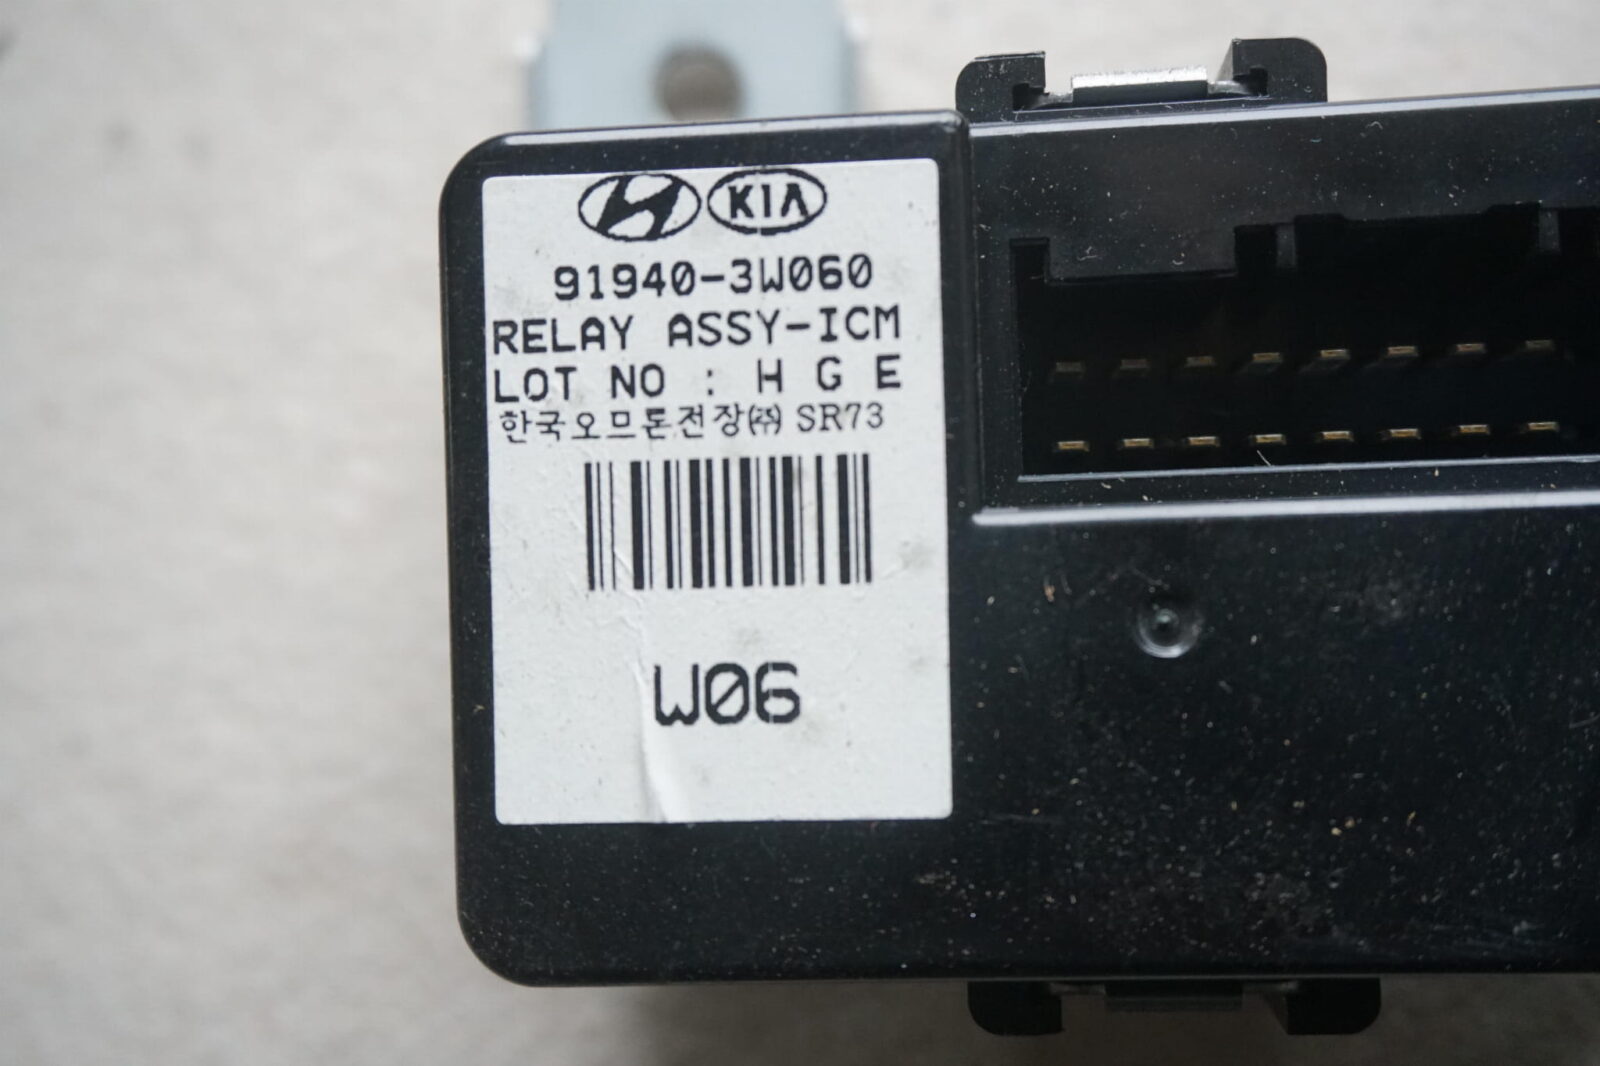 KIA
91940-3W060
RELAY ASSY-ICM
LOT NO : H G E
한국오므론전장㈜ SR73
W06